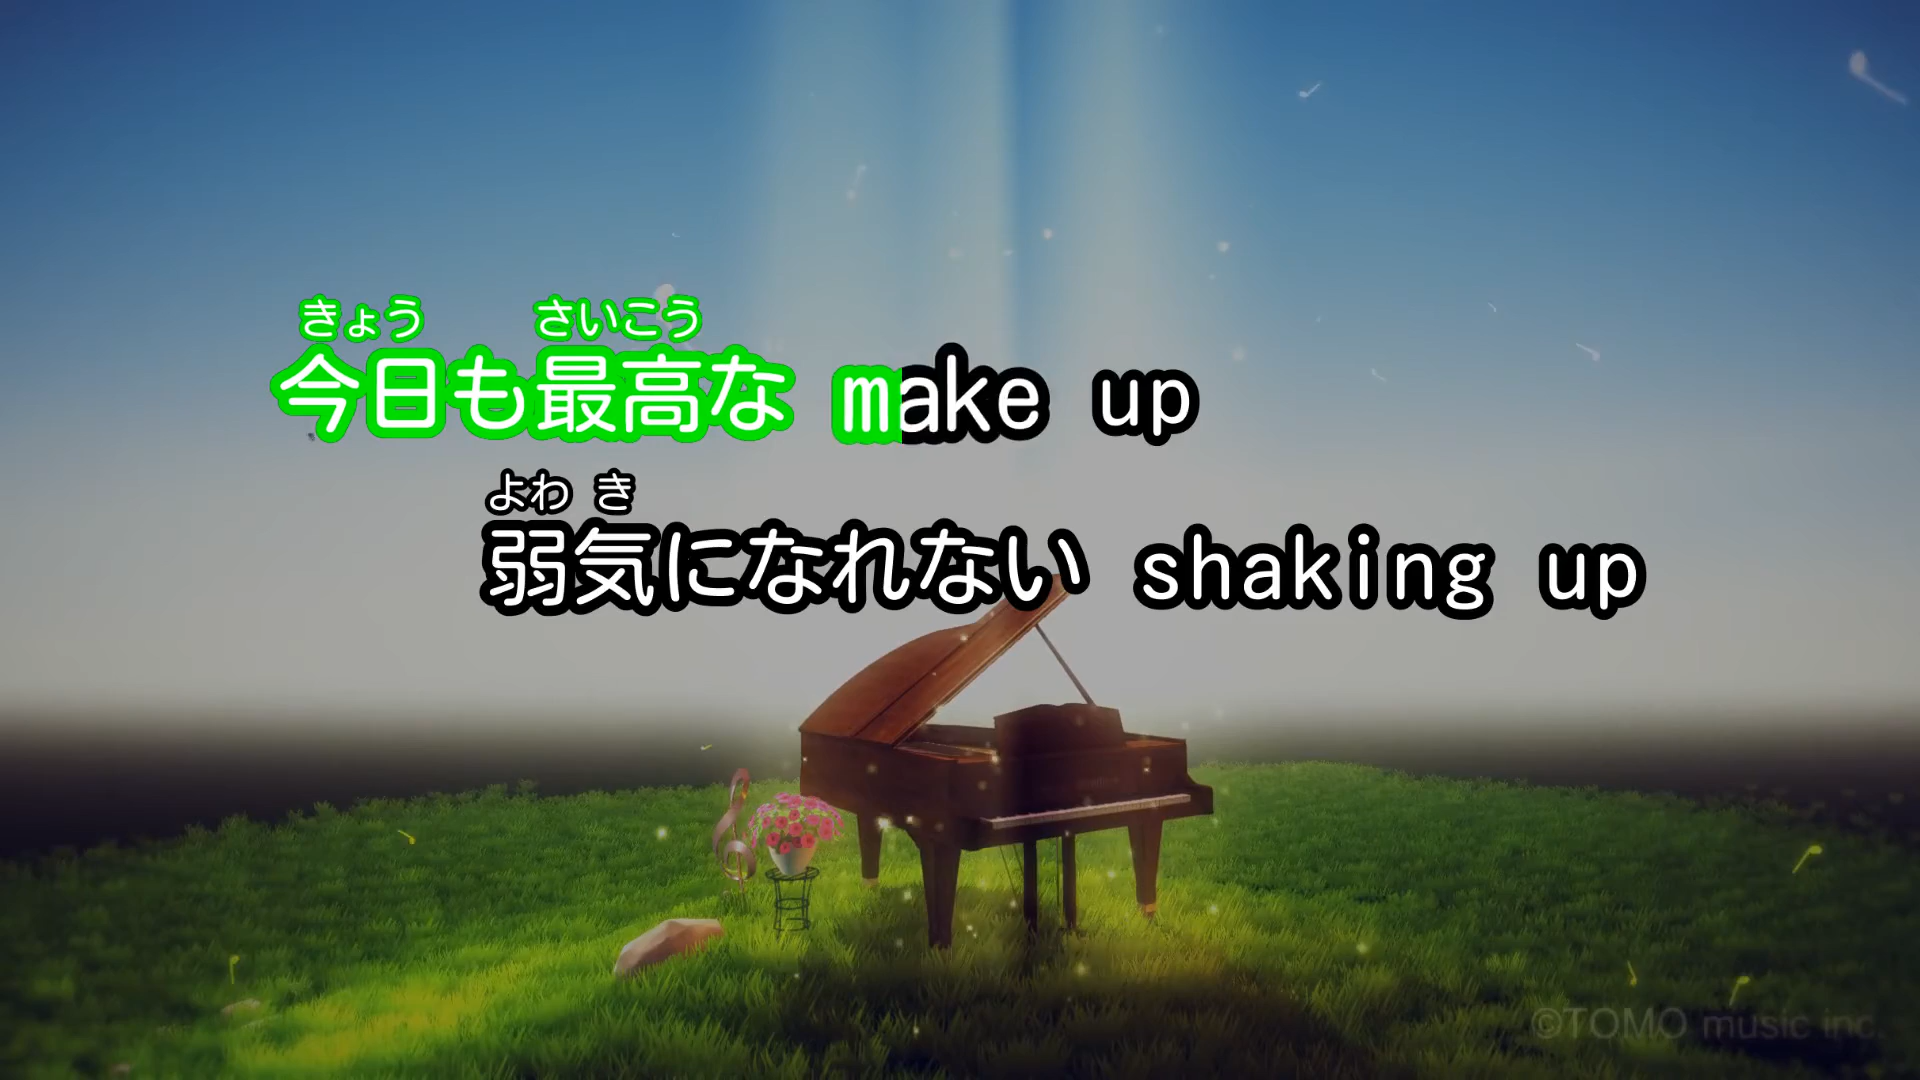 きょう さいこう
今日も最高な make up
よわ き
弱気になれない shaking up
©TOMO music inc.